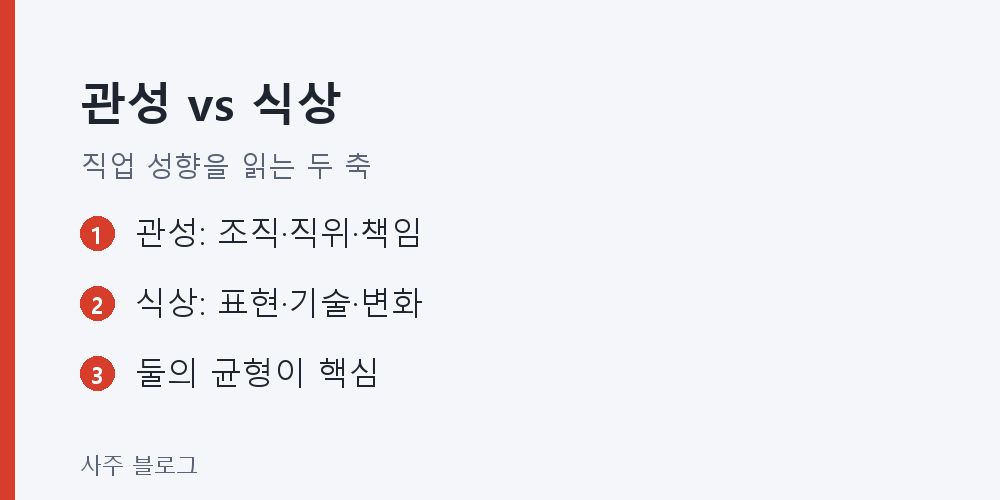 관성 vs 식상
직업 성향을 읽는 두 축
1 관성: 조직·직위·책임
2 식상: 표현·기술·변화
3 둘의 균형이 핵심
사주 블로그